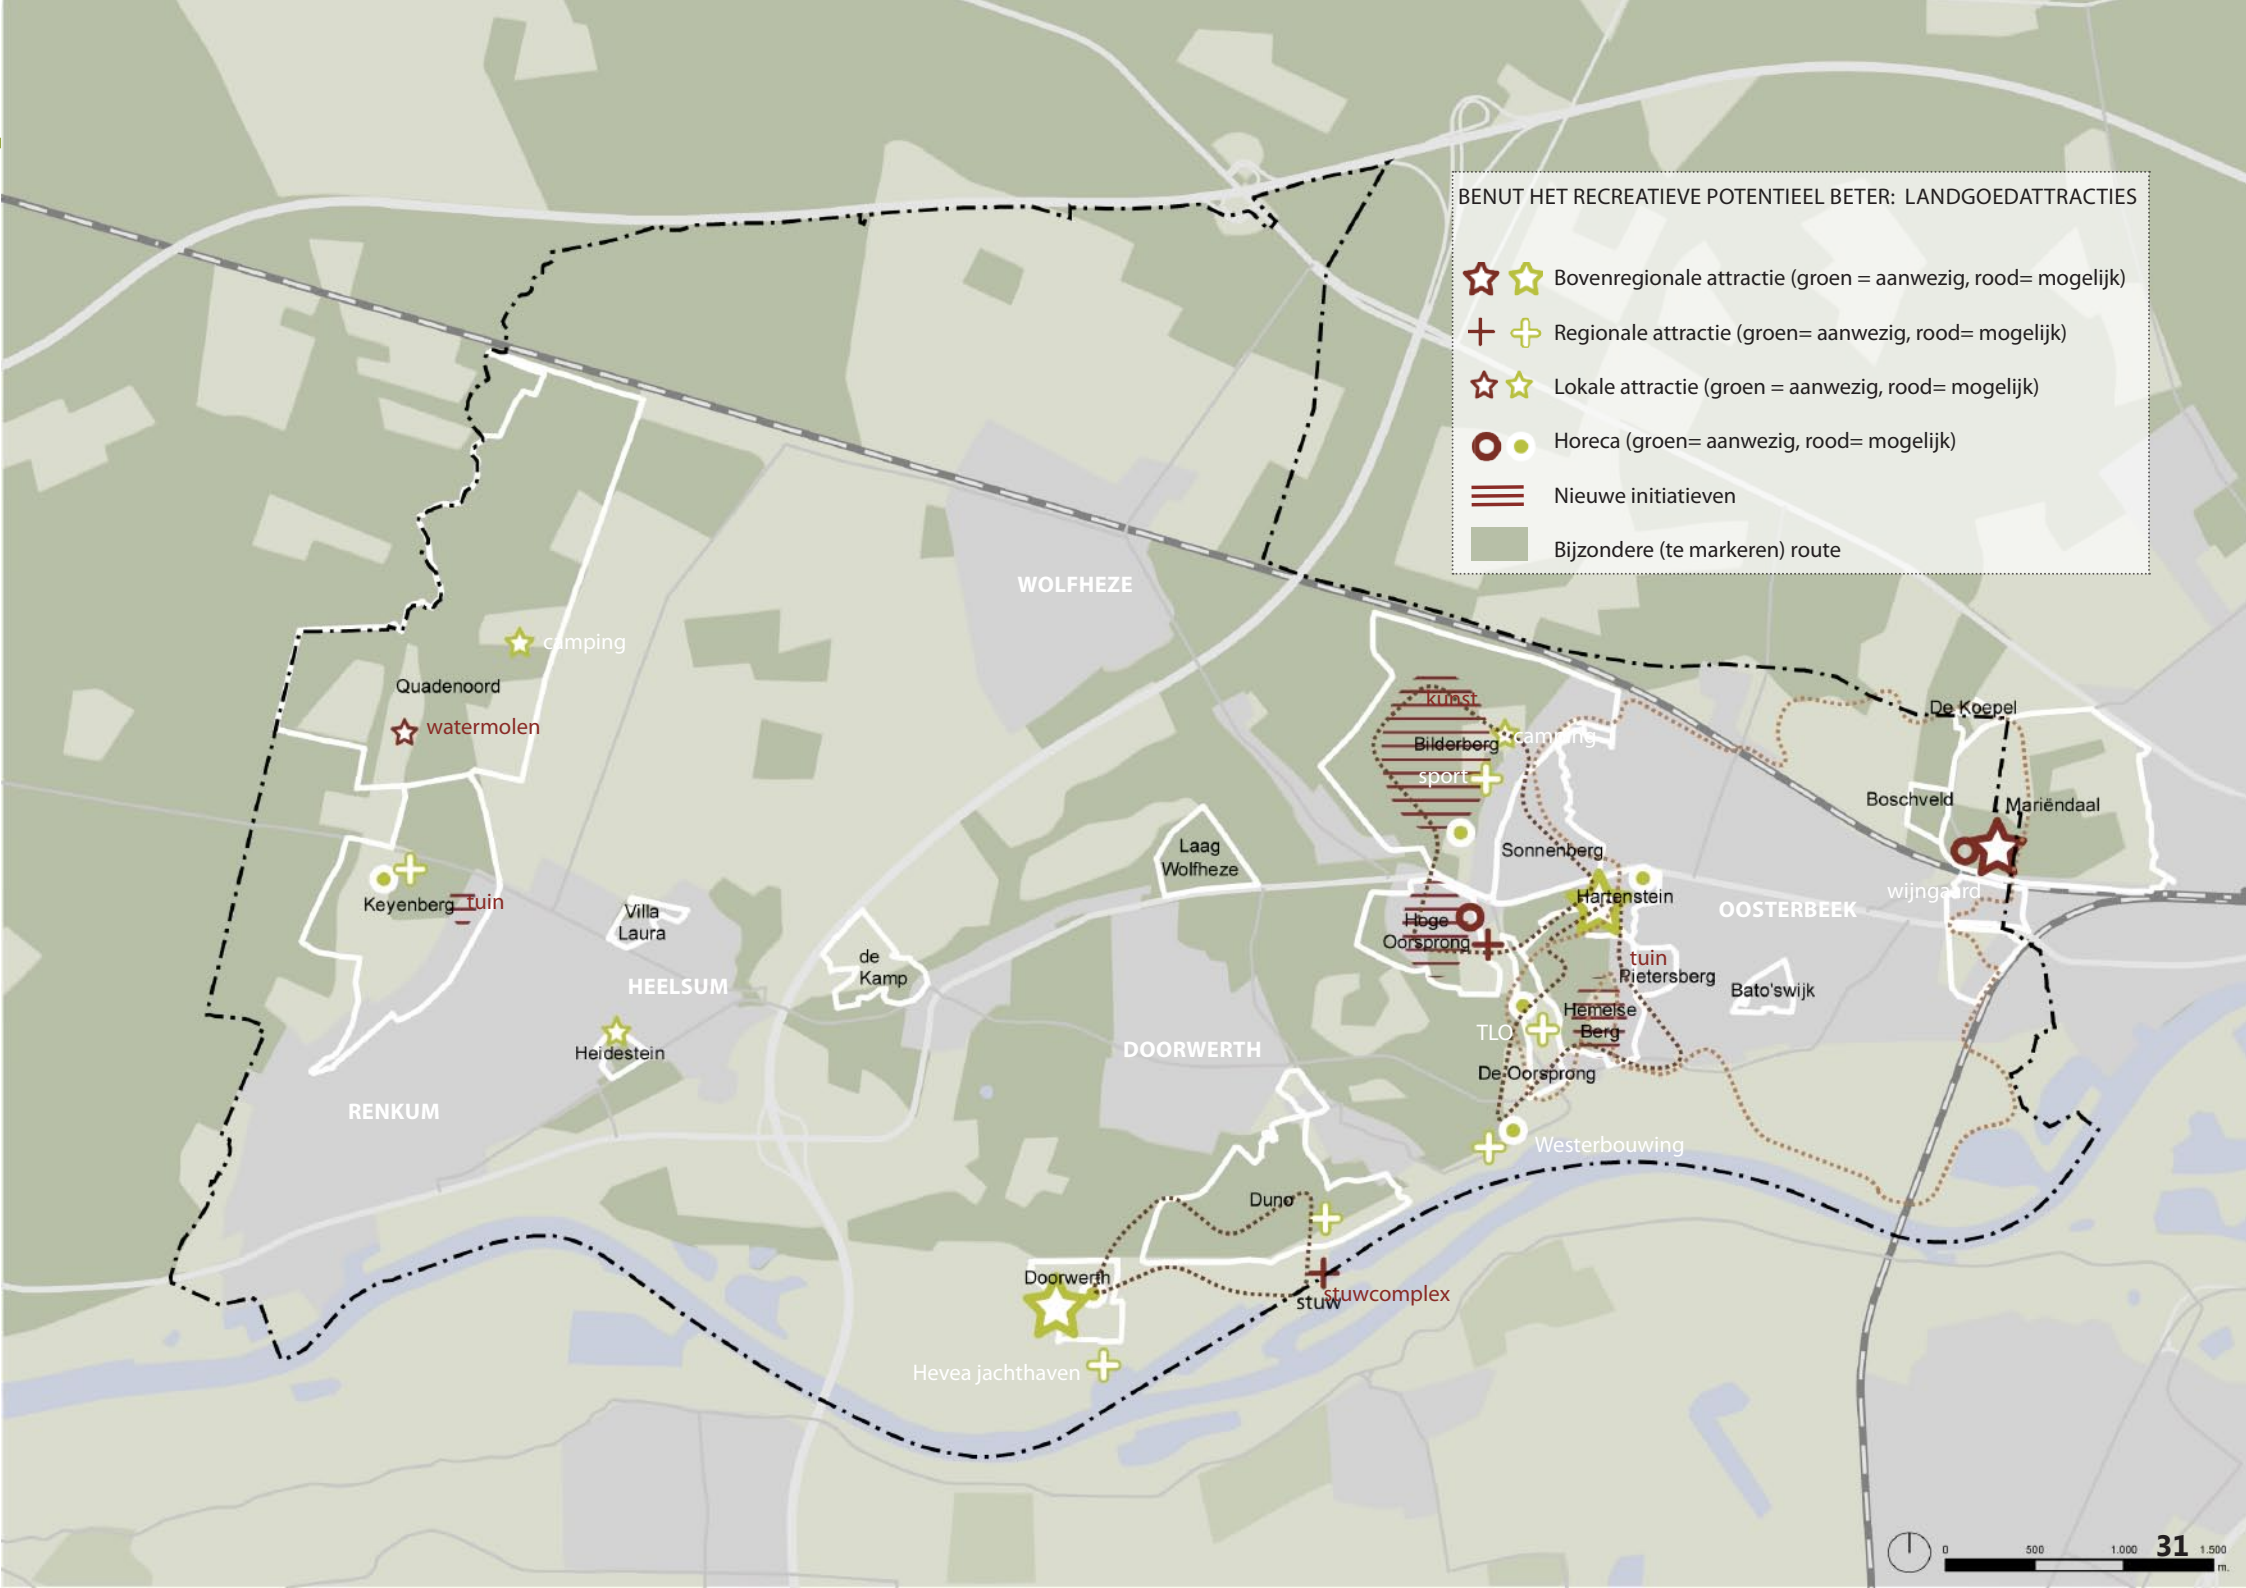 BENUT HET RECREATIEVE POTENTIEEL BETER: LANDGOEDATTRACTIES
Bovenregionale attractie (groen = aanwezig, rood= mogelijk)
Regionale attractie (groen= aanwezig, rood= mogelijk)
Lokale attractie (groen = aanwezig, rood= mogelijk)
Horeca (groen= aanwezig, rood= mogelijk)
Nieuwe initiatieven
Bijzondere (te markeren) route
WOLFHEZE
camping
Quadenoord
watermolen
kunst
Bilderberg
camping
sport
De Koepel
Boschveld
Mariëndaal
Laag
Wolfheze
Sonnenberg
Keyenberg
tuin
Villa
Laura
Hartenstein
OOSTERBEEK
wijngaard
Hoge
Oorsprong
de
Kamp
tuin
Pietersberg
Bato'swijk
HEELSUM
Hemelse
Berg
TLO
Heidestein
DOORWERTH
De Oorsprong
RENKUM
Westerbouwing
Duno
Doorwerth
stuwcomplex
stuw
Hevea jachthaven
0 500 1.000 1.500
m.
31